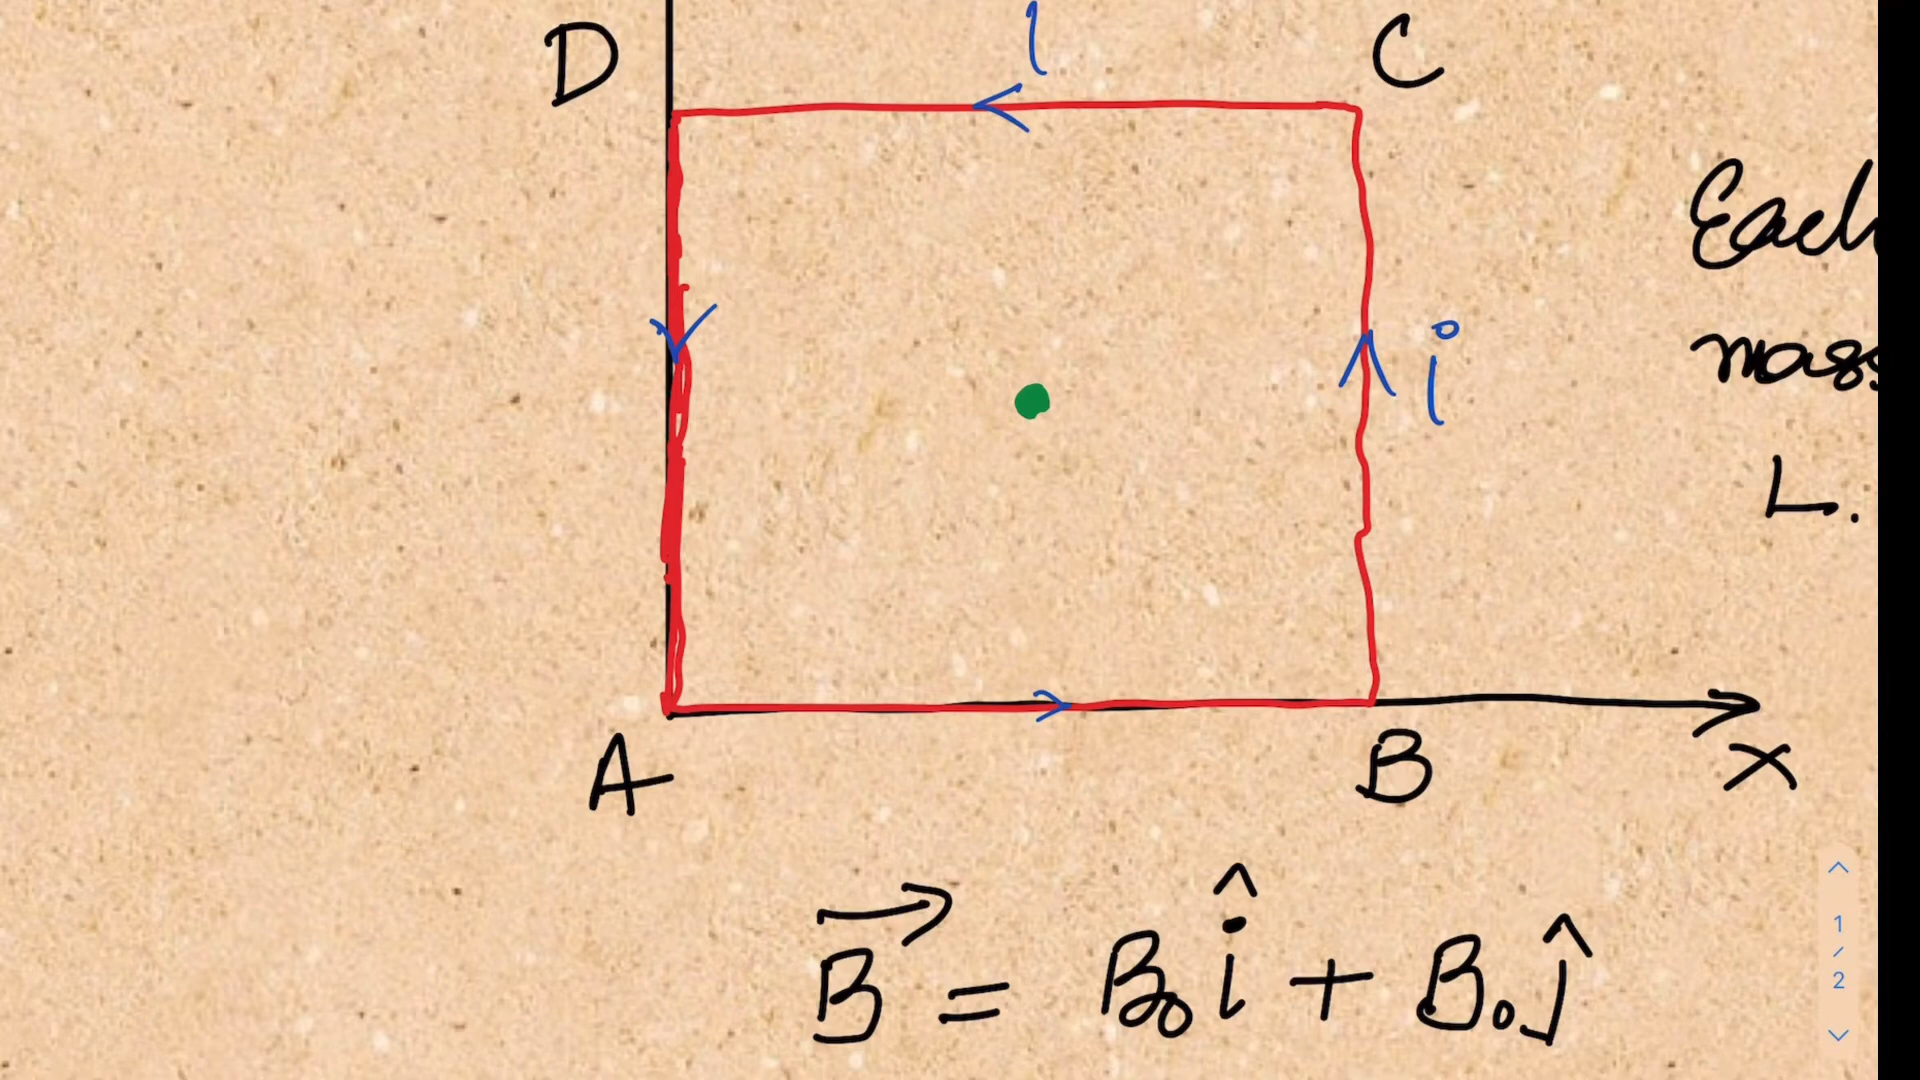 D
C
i
Each
mass
L.
A
B
x
B = B₀ î + B₀ ĵ
1
/
2